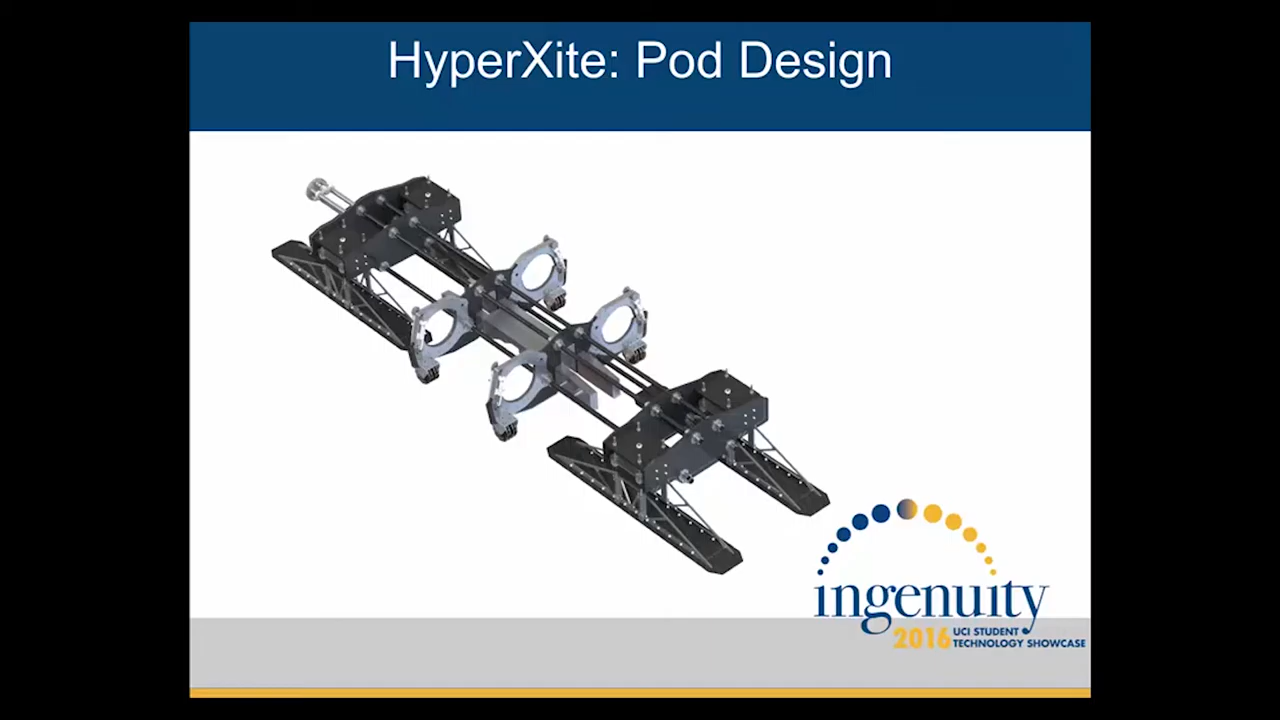 HyperXite: Pod Design
ingenuity
2016 UCI STUDENT
TECHNOLOGY SHOWCASE